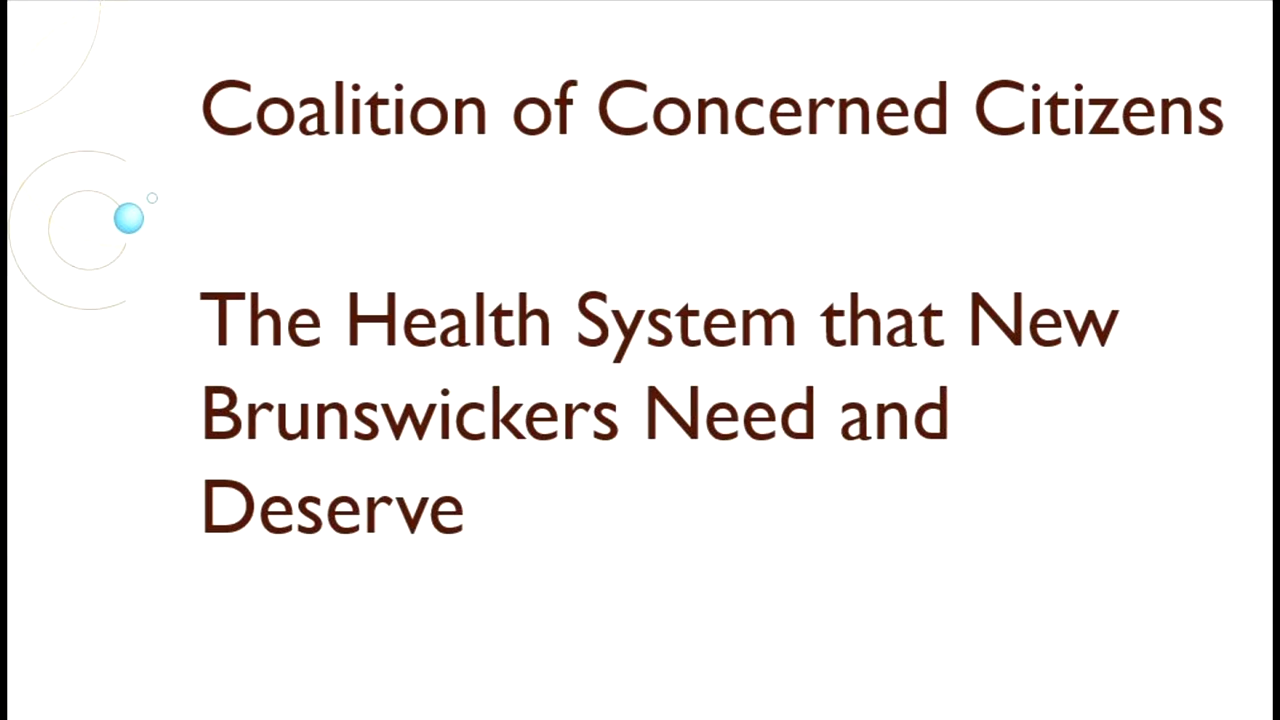 Coalition of Concerned Citizens
The Health System that New
Brunswickers Need and
Deserve